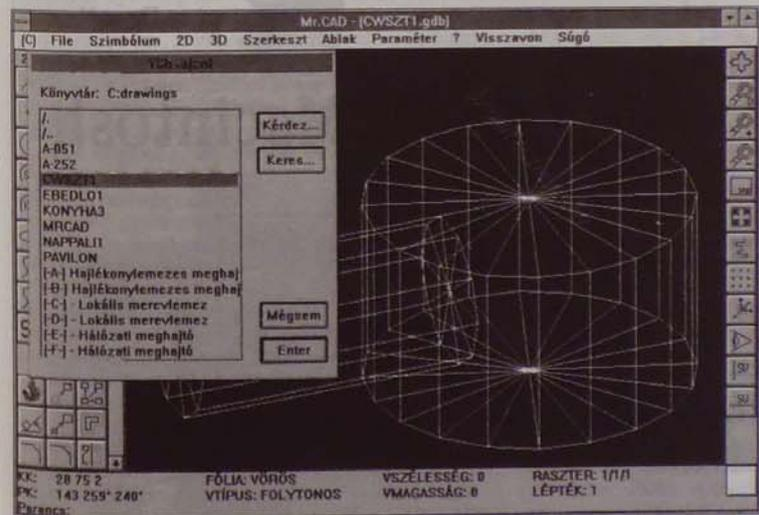 Mr.CAD - [CWSZT1.gdb]
[C] File Szimbólum 2D 3D Szerkeszt Ablak Paraméter ? Visszavon Súgó
Könyvtár: C:drawings
/.
/..
A-051
A-252
CWSZT1
EBEDLO1
KONYHA3
MRCAD
NAPPALI1
PAVILON
[-A-] Hajlékonylemezes meghaj
[-B-] Hajlékonylemezes meghaj
[-C-] - Lokális merevlemez
[-D-] - Lokális merevlemez
[-E-] - Hálózati meghajtó
[-F-] - Hálózati meghajtó
Kérdez...
Keres...
Mégsem
Enter
KK: 28 75 2 FÓLIA: VÖRÖS VSZÉLESSÉG: 0 RASZTER: 1/1/1
PK: 143 259° 240° VTÍPUS: FOLYTONOS VMAGASSÁG: 0 LÉPTÉK: 1
Parancs: